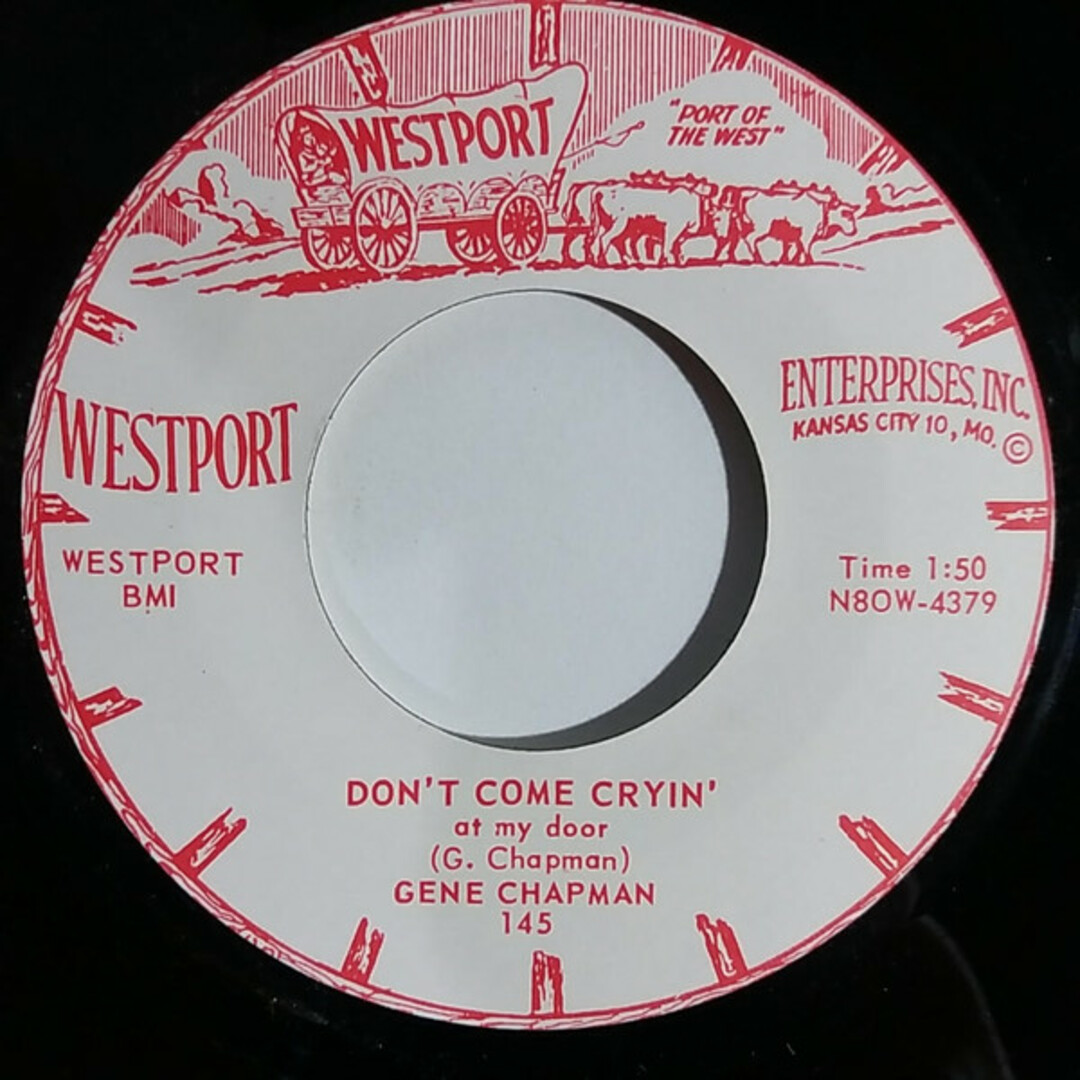 WESTPORT
"PORT OF
THE WEST"
WESTPORT
ENTERPRISES, INC.
KANSAS CITY 10, MO. ©
WESTPORT
BMI
Time 1:50
N8OW-4379
DON'T COME CRYIN'
at my door
(G. Chapman)
GENE CHAPMAN
145